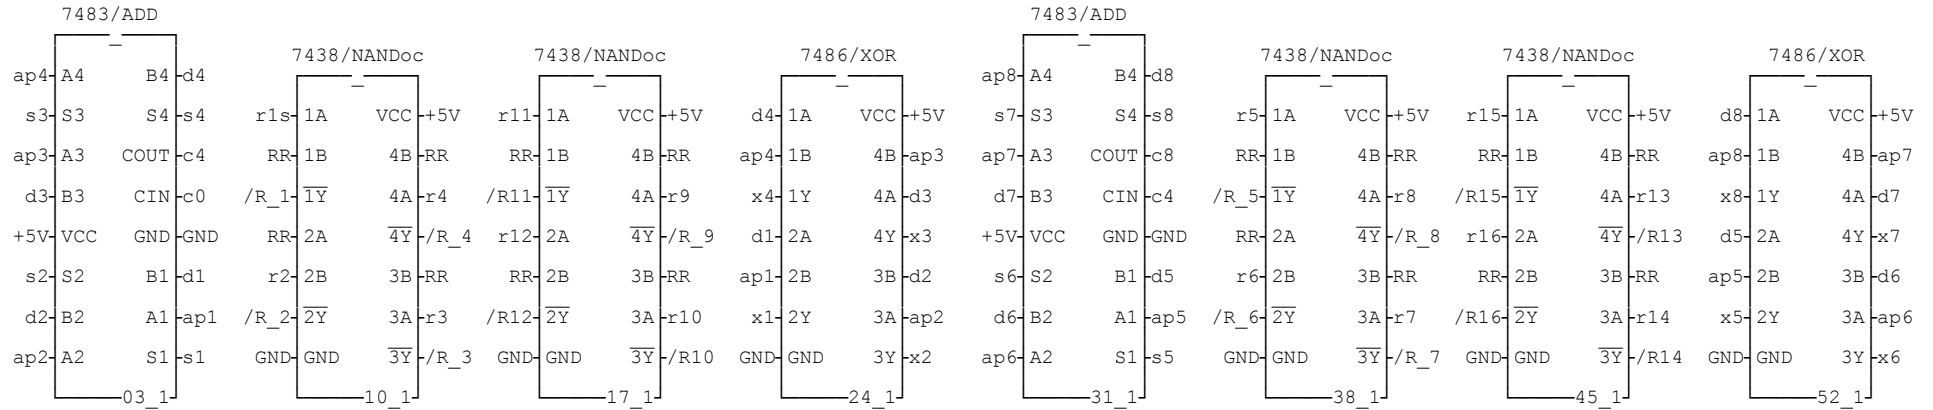 7483/ADD 7483/ADD
7438/NANDoc 7438/NANDoc 7486/XOR 7438/NANDoc 7438/NANDoc 7486/XOR
ap4 A4 B4 d4 ap8 A4 B4 d8
s3 S3 S4 s4 r1s 1A VCC +5V r11 1A VCC +5V d4 1A VCC +5V s7 S3 S4 s8 r5 1A VCC +5V r15 1A VCC +5V d8 1A VCC +5V
ap3 A3 COUT c4 RR 1B 4B RR RR 1B 4B RR ap4 1B 4B ap3 ap7 A3 COUT c8 RR 1B 4B RR RR 1B 4B RR ap8 1B 4B ap7
d3 B3 CIN c0 /R_1 1Y 4A r4 /R11 1Y 4A r9 x4 1Y 4A d3 d7 B3 CIN c4 /R_5 1Y 4A r8 /R15 1Y 4A r13 x8 1Y 4A d7
+5V VCC GND GND RR 2A 4Y /R_4 r12 2A 4Y /R_9 d1 2A 4Y x3 +5V VCC GND GND RR 2A 4Y /R_8 r16 2A 4Y /R13 d5 2A 4Y x7
s2 S2 B1 d1 r2 2B 3B RR RR 2B 3B RR ap1 2B 3B d2 s6 S2 B1 d5 r6 2B 3B RR RR 2B 3B RR ap5 2B 3B d6
d2 B2 A1 ap1 /R_2 2Y 3A r3 /R12 2Y 3A r10 x1 2Y 3A ap2 d6 B2 A1 ap5 /R_6 2Y 3A r7 /R16 2Y 3A r14 x5 2Y 3A ap6
ap2 A2 S1 s1 GND GND 3Y /R_3 GND GND 3Y /R10 GND GND 3Y x2 ap6 A2 S1 s5 GND GND 3Y /R_7 GND GND 3Y /R14 GND GND 3Y x6
03_1 10_1 17_1 24_1 31_1 38_1 45_1 52_1